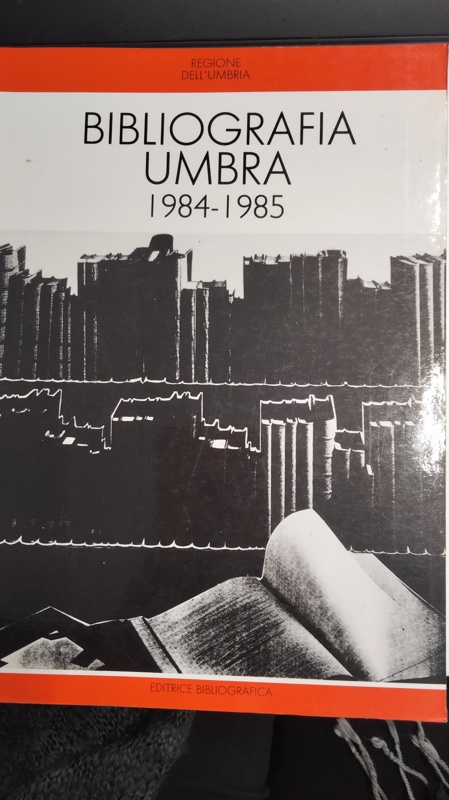 REGIONE
DELL'UMBRIA
BIBLIOGRAFIA
UMBRA
1984-1985
EDITRICE BIBLIOGRAFICA